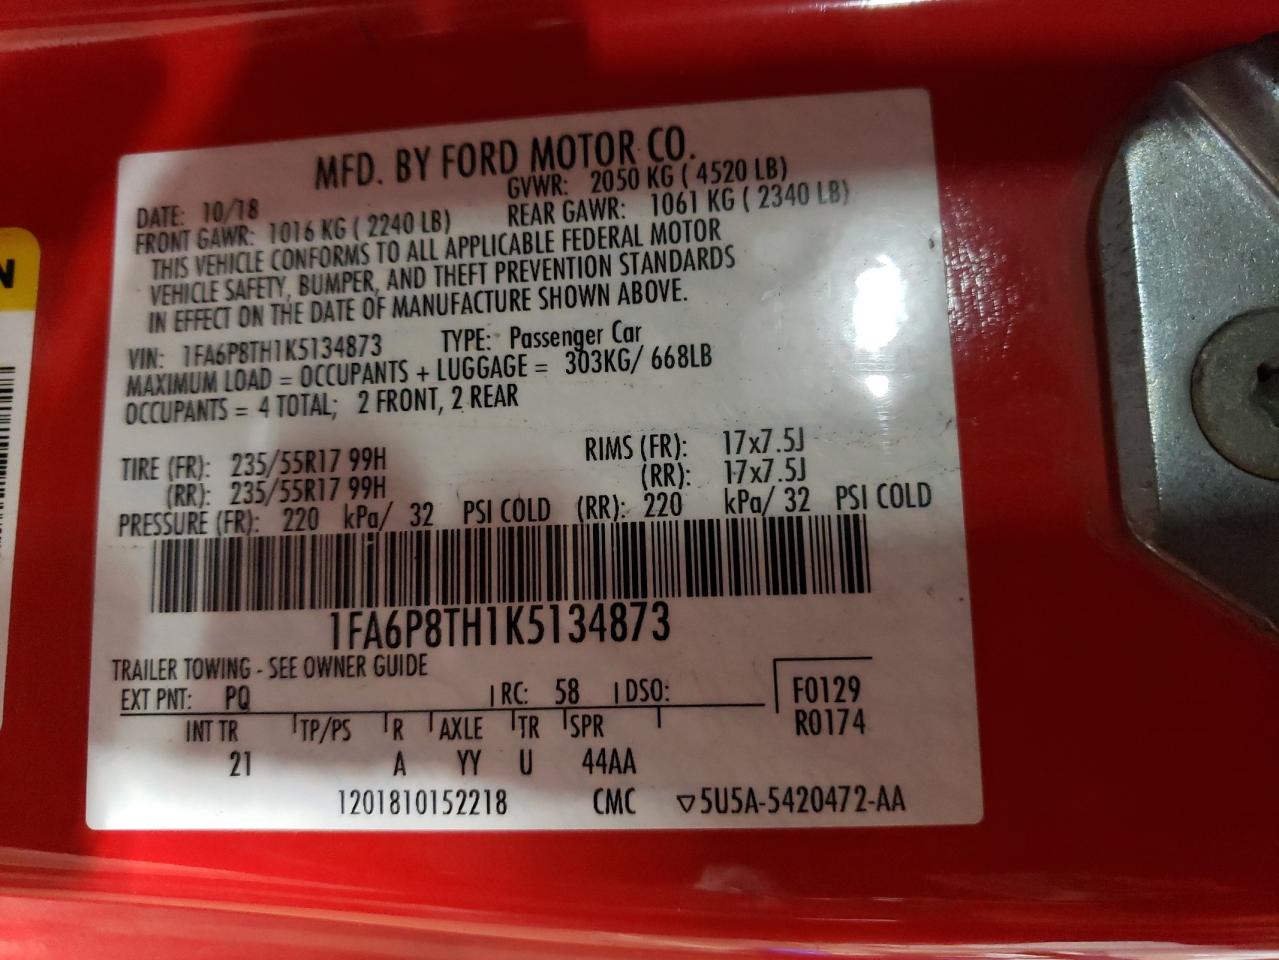 MFD. BY FORD MOTOR CO.
DATE: 10/18 GVWR: 2050 KG ( 4520 LB)
FRONT GAWR: 1016 KG ( 2240 LB) REAR GAWR: 1061 KG ( 2340 LB)
THIS VEHICLE CONFORMS TO ALL APPLICABLE FEDERAL MOTOR
VEHICLE SAFETY, BUMPER, AND THEFT PREVENTION STANDARDS
IN EFFECT ON THE DATE OF MANUFACTURE SHOWN ABOVE.
VIN: 1FA6P8TH1K5134873 TYPE: Passenger Car
MAXIMUM LOAD = OCCUPANTS + LUGGAGE = 303KG/ 668LB
OCCUPANTS = 4 TOTAL; 2 FRONT, 2 REAR
TIRE (FR): 235/55R17 99H RIMS (FR): 17x7.5J
(RR): 235/55R17 99H (RR): 17x7.5J
PRESSURE (FR): 220 kPa/ 32 PSI COLD (RR): 220 kPa/ 32 PSI COLD
1FA6P8TH1K5134873
TRAILER TOWING - SEE OWNER GUIDE
EXT PNT: PQ RC: 58 DSO: F0129
INT TR TP/PS R AXLE TR SPR R0174
21 A YY U 44AA
1201810152218 CMC ▽5U5A-5420472-AA
N